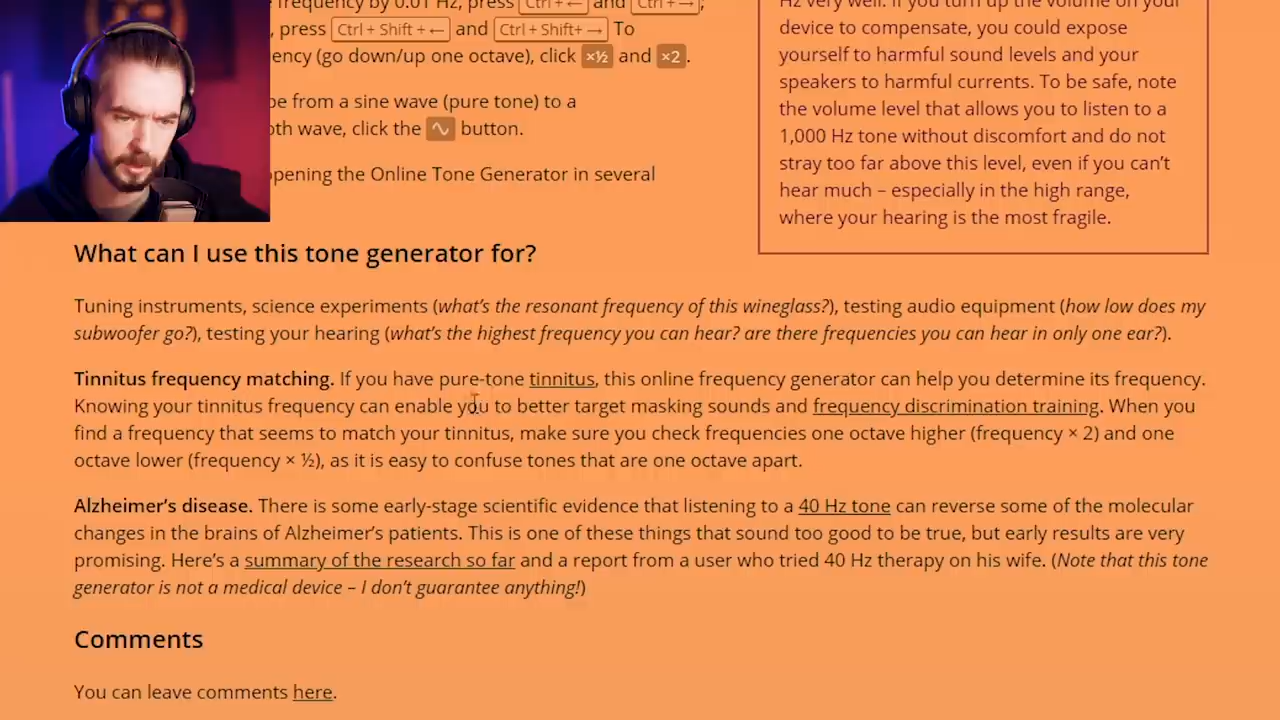 frequency by 0.01 Hz, press Ctrl + ← and Ctrl + → ;
, press Ctrl + Shift + ← and Ctrl + Shift+ → To
ency (go down/up one octave), click ×½ and ×2 .
be from a sine wave (pure tone) to a
oth wave, click the button.
pening the Online Tone Generator in several
Hz very well. If you turn up the volume on your
device to compensate, you could expose
yourself to harmful sound levels and your
speakers to harmful currents. To be safe, note
the volume level that allows you to listen to a
1,000 Hz tone without discomfort and do not
stray too far above this level, even if you can’t
hear much – especially in the high range,
where your hearing is the most fragile.
What can I use this tone generator for?
Tuning instruments, science experiments (what’s the resonant frequency of this wineglass?), testing audio equipment (how low does my
subwoofer go?), testing your hearing (what’s the highest frequency you can hear? are there frequencies you can hear in only one ear?).
Tinnitus frequency matching. If you have pure-tone tinnitus, this online frequency generator can help you determine its frequency.
Knowing your tinnitus frequency can enable you to better target masking sounds and frequency discrimination training. When you
find a frequency that seems to match your tinnitus, make sure you check frequencies one octave higher (frequency × 2) and one
octave lower (frequency × ½), as it is easy to confuse tones that are one octave apart.
Alzheimer’s disease. There is some early-stage scientific evidence that listening to a 40 Hz tone can reverse some of the molecular
changes in the brains of Alzheimer’s patients. This is one of these things that sound too good to be true, but early results are very
promising. Here’s a summary of the research so far and a report from a user who tried 40 Hz therapy on his wife. (Note that this tone
generator is not a medical device – I don’t guarantee anything!)
Comments
You can leave comments here.